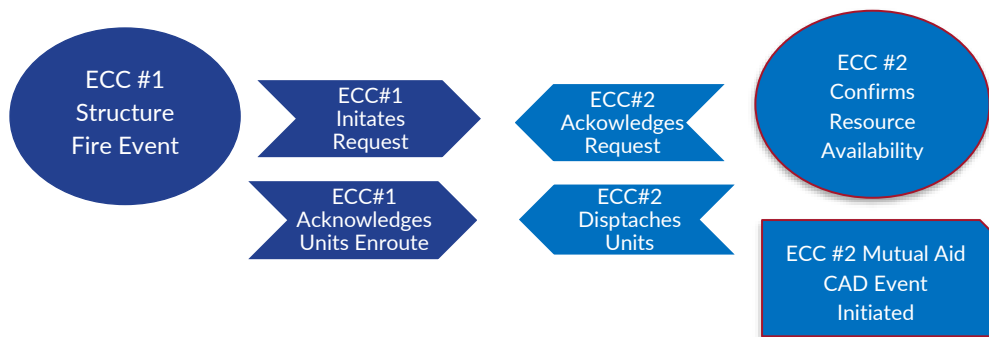 ECC #1
Structure
Fire Event
ECC#1
Initates
Request
ECC#2
Ackowledges
Request
ECC #2
Confirms
Resource
Availability
ECC#1
Acknowledges
Units Enroute
ECC#2
Disptaches
Units
ECC #2 Mutual Aid
CAD Event
Initiated